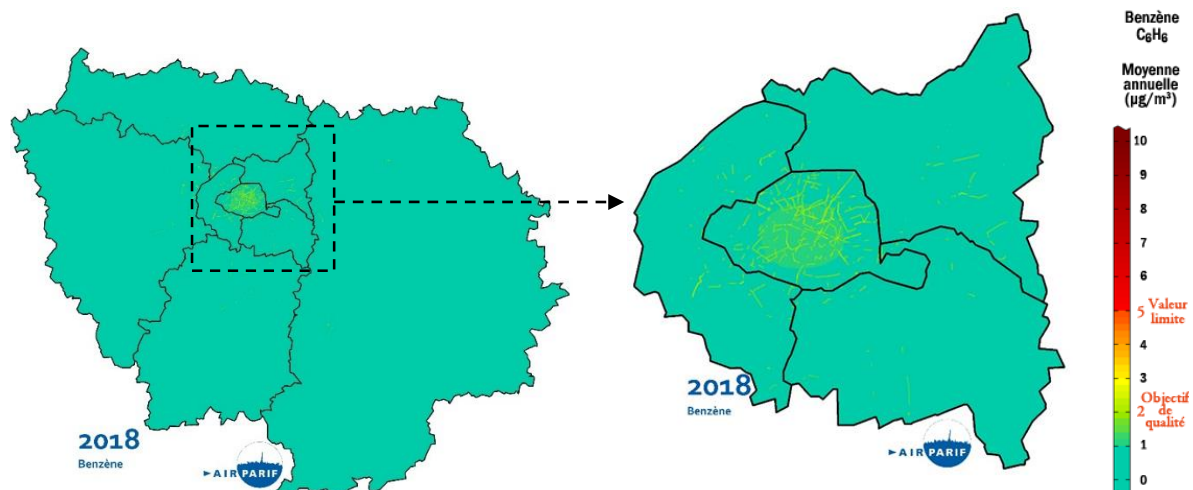 2018
Benzène
AIRPARIF
2018
Benzène
AIRPARIF
Benzène
C₆H₆
Moyenne
annuelle
(µg/m³)
10
9
8
7
6
5 Valeur
limite
4
3
Objectif
2 de
qualité
1
0